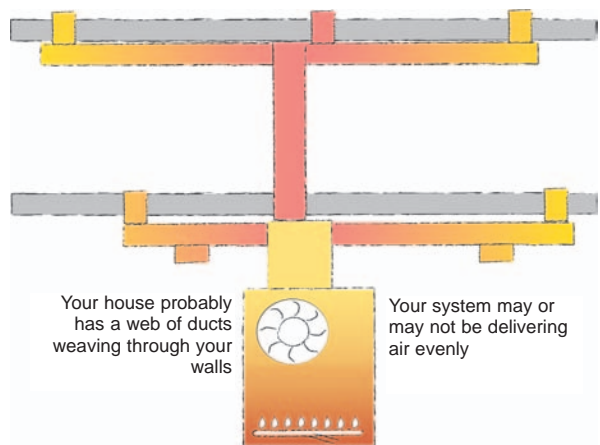 Your house probably
has a web of ducts
weaving through your
walls
Your system may or
may not be delivering
air evenly